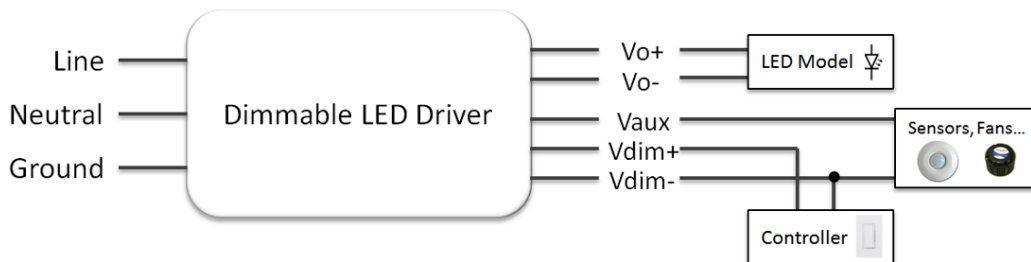 Line
Neutral
Ground
Dimmable LED Driver
Vo+
Vo-
Vaux
Vdim+
Vdim-
LED Model
Sensors, Fans...
Controller